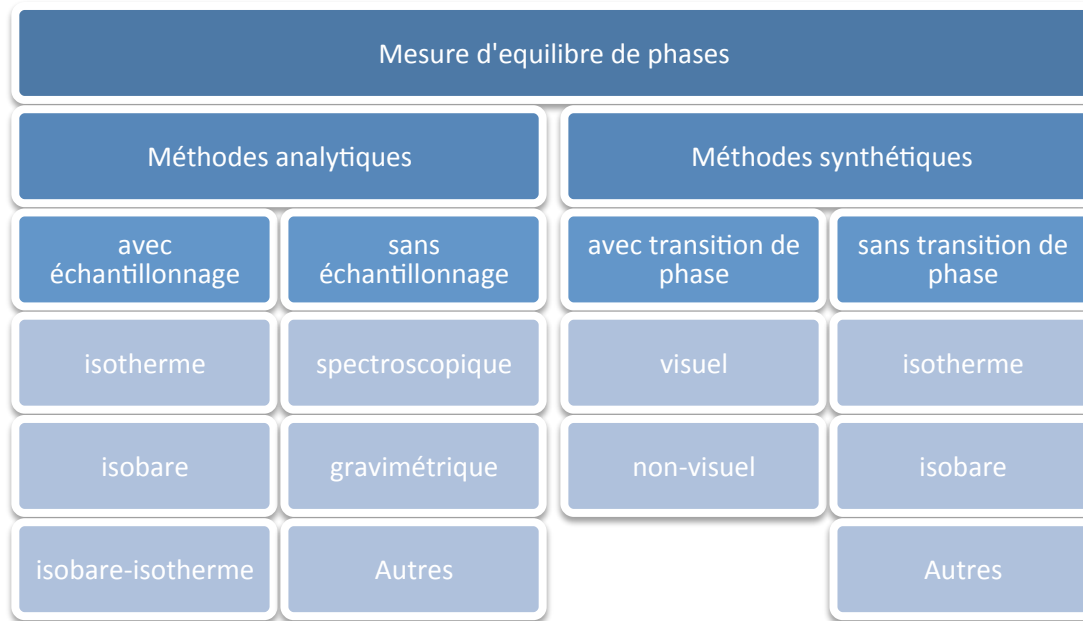 Mesure d'equilibre de phases
Méthodes analytiques
Méthodes synthétiques
avec
échantillonnage
sans
échantillonnage
avec transition de
phase
sans transition de
phase
isotherme
spectroscopique
visuel
isotherme
isobare
gravimétrique
non-visuel
isobare
isobare-isotherme
Autres
Autres